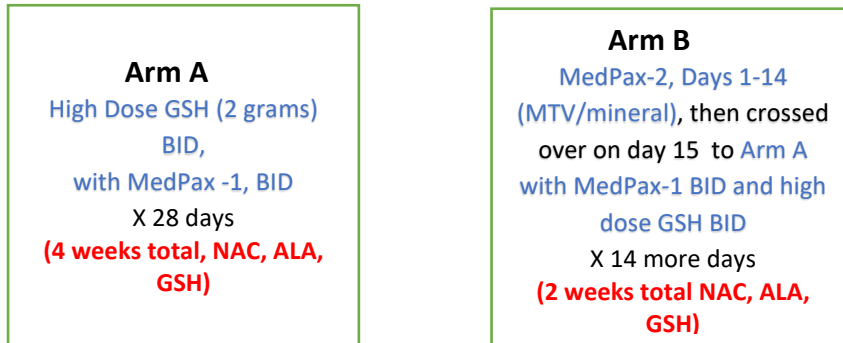 Arm A
High Dose GSH (2 grams)
BID,
with MedPax -1, BID
X 28 days
(4 weeks total, NAC, ALA,
GSH)
Arm B
MedPax-2, Days 1-14
(MTV/mineral), then crossed
over on day 15 to Arm A
with MedPax-1 BID and high
dose GSH BID
X 14 more days
(2 weeks total NAC, ALA,
GSH)